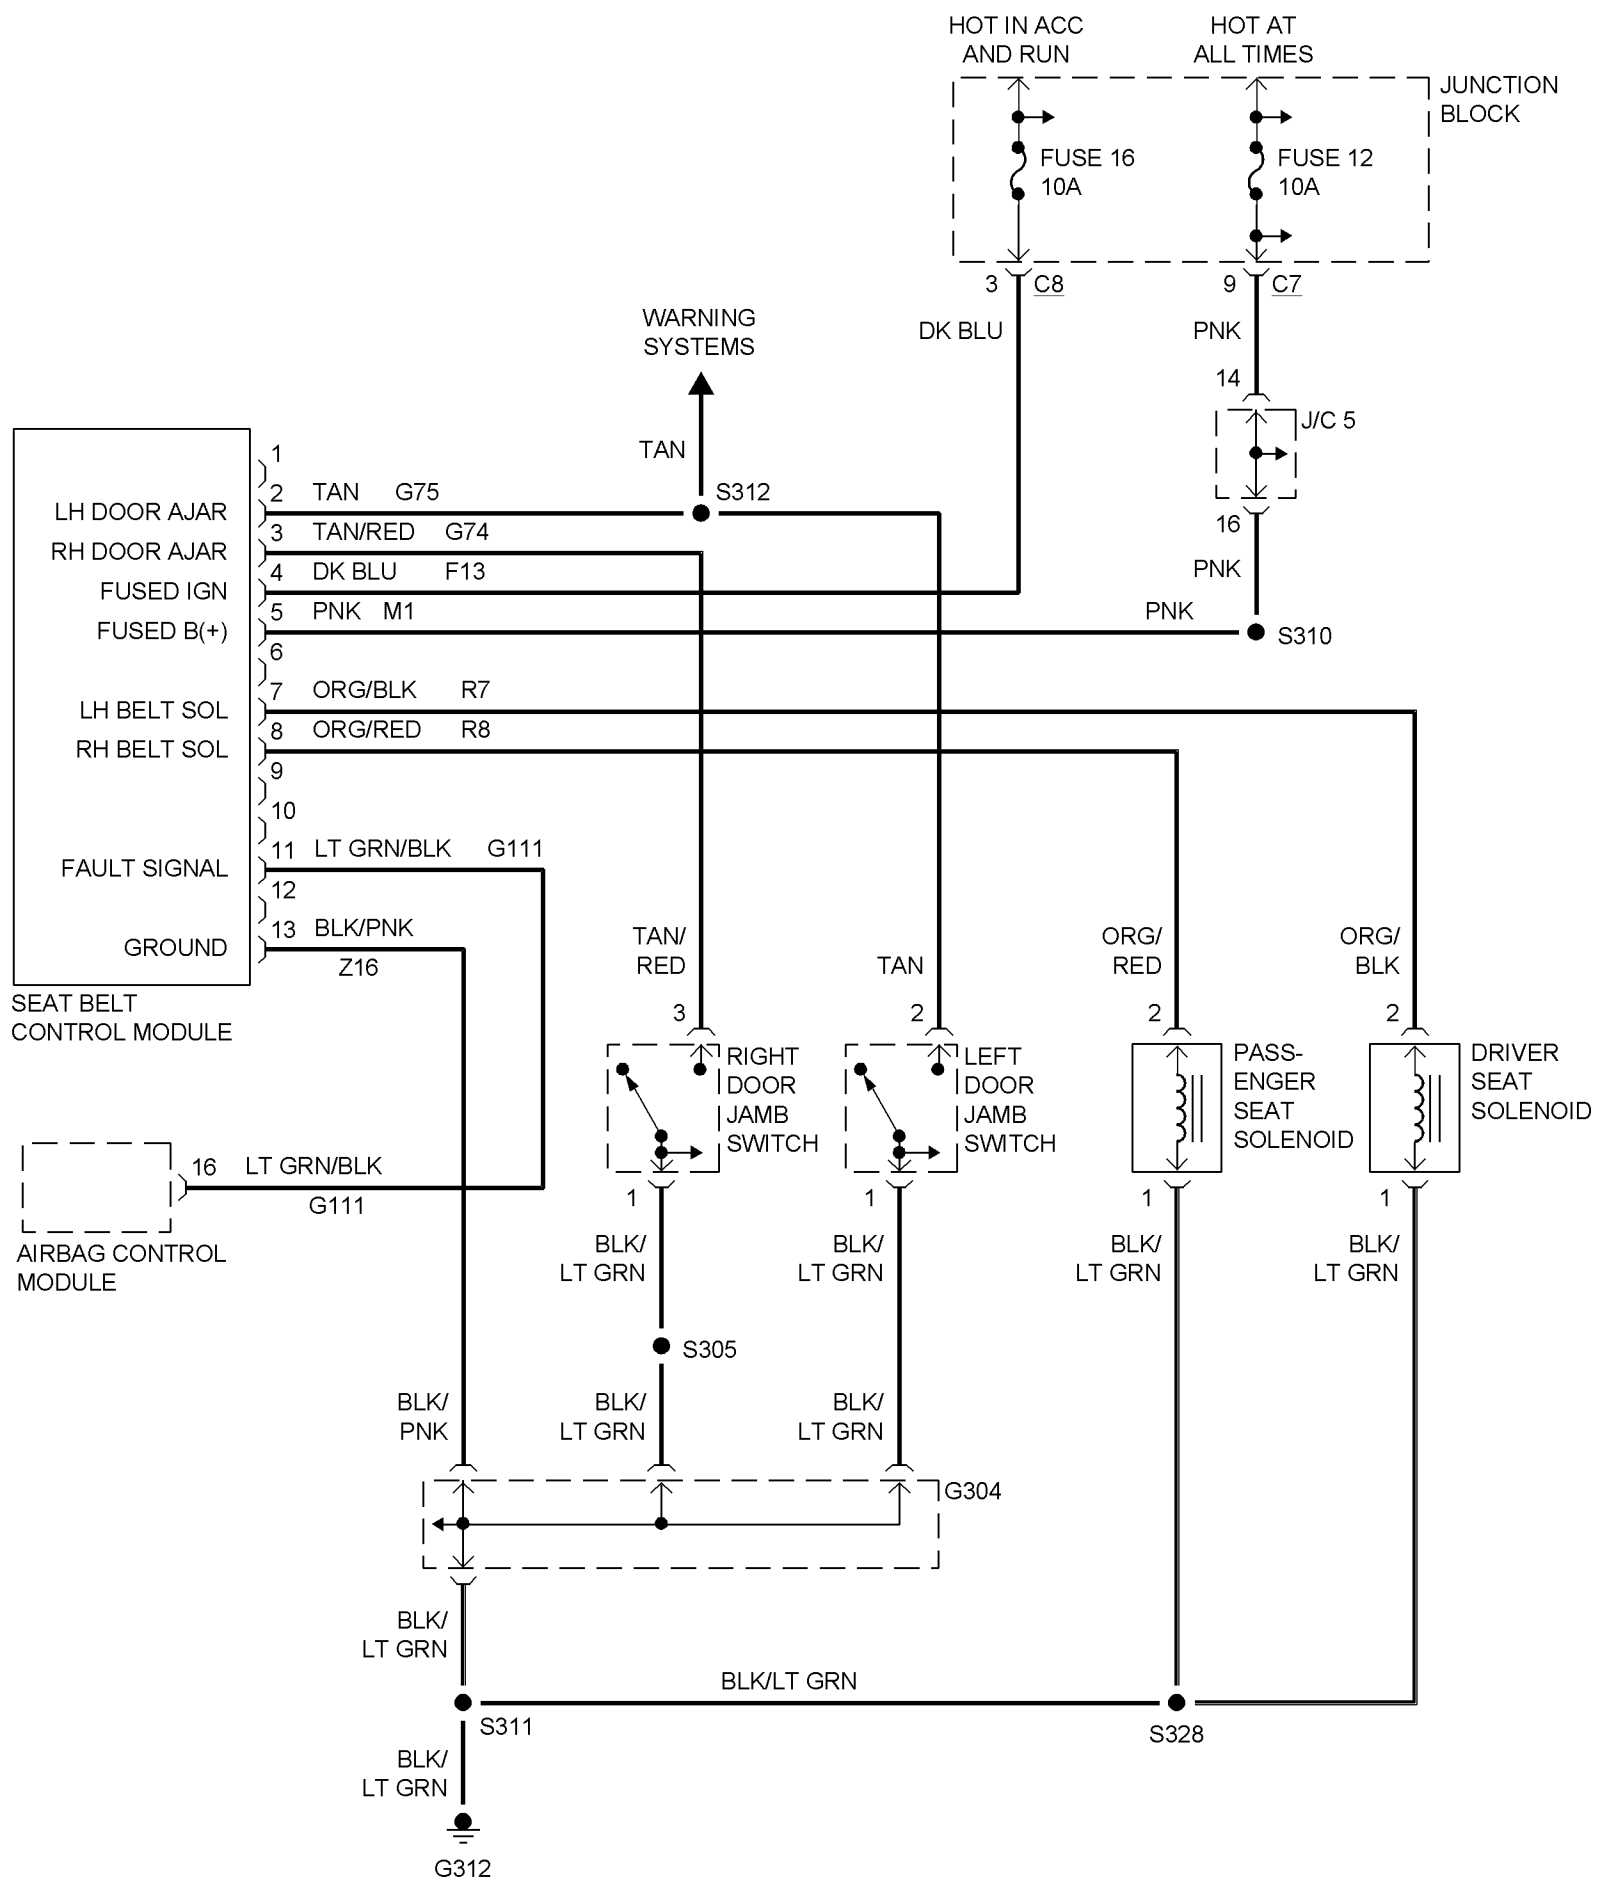 HOT IN ACC
AND RUN
HOT AT
ALL TIMES
JUNCTION
BLOCK
FUSE 16
10A
FUSE 12
10A
3 C8
9 C7
DK BLU
PNK
WARNING
SYSTEMS
14
J/C 5
TAN
S312
16
PNK
PNK
S310
1
2 TAN G75
LH DOOR AJAR
3 TAN/RED G74
RH DOOR AJAR
4 DK BLU F13
FUSED IGN
5 PNK M1
FUSED B(+)
6
7 ORG/BLK R7
LH BELT SOL
8 ORG/RED R8
RH BELT SOL
9
10
11 LT GRN/BLK G111
FAULT SIGNAL
12
13 BLK/PNK
GROUND
Z16
SEAT BELT
CONTROL MODULE
TAN/
RED
TAN
ORG/
RED
ORG/
BLK
3
2
2
2
RIGHT
DOOR
JAMB
SWITCH
LEFT
DOOR
JAMB
SWITCH
PASS-
ENGER
SEAT
SOLENOID
DRIVER
SEAT
SOLENOID
16 LT GRN/BLK
G111
AIRBAG CONTROL
MODULE
1
1
1
1
BLK/
LT GRN
BLK/
LT GRN
BLK/
LT GRN
BLK/
LT GRN
S305
BLK/
PNK
BLK/
LT GRN
BLK/
LT GRN
G304
BLK/
LT GRN
BLK/LT GRN
S311
S328
BLK/
LT GRN
G312